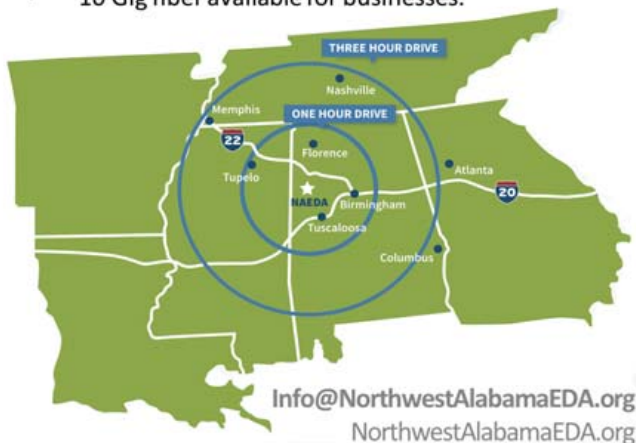 10 Gig fiber available for businesses.
THREE HOUR DRIVE
Nashville
Memphis
ONE HOUR DRIVE
22
Florence
Tupelo
Atlanta
NAEDA
20
Birmingham
Tuscaloosa
Columbus
Info@NorthwestAlabamaEDA.org
NorthwestAlabamaEDA.org